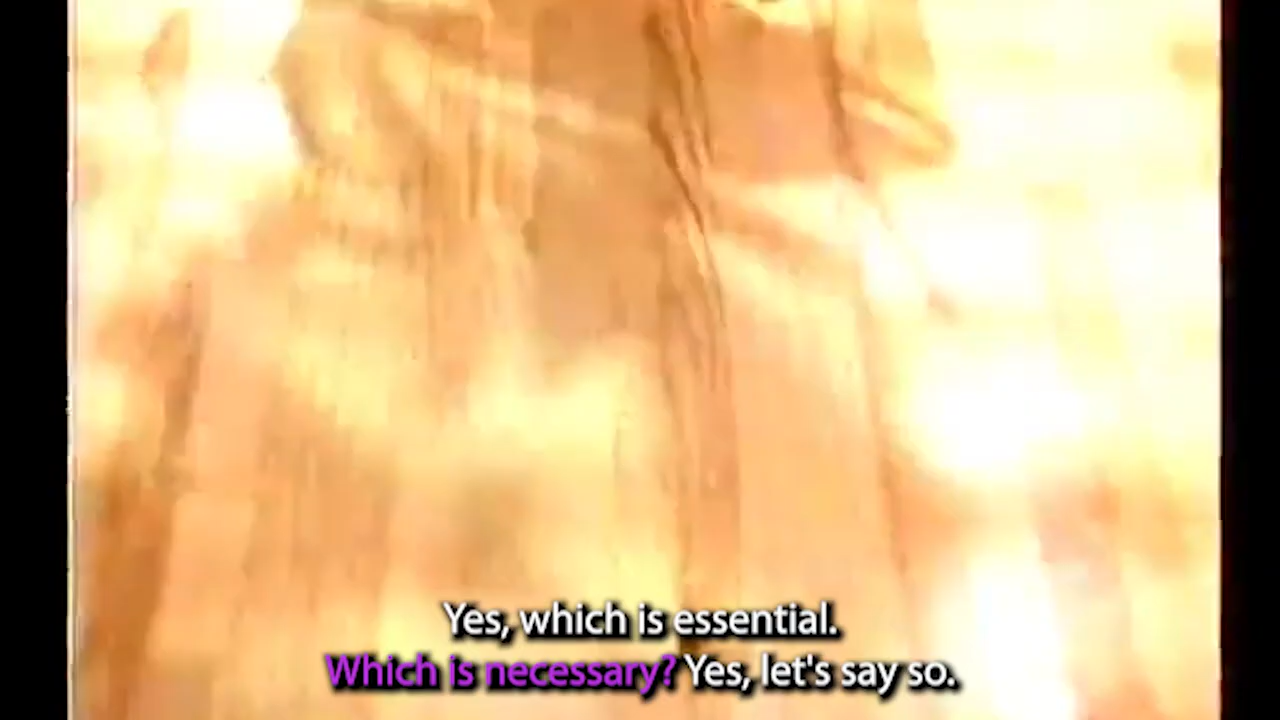 Yes, which is essential.
Which is necessary? Yes, let's say so.